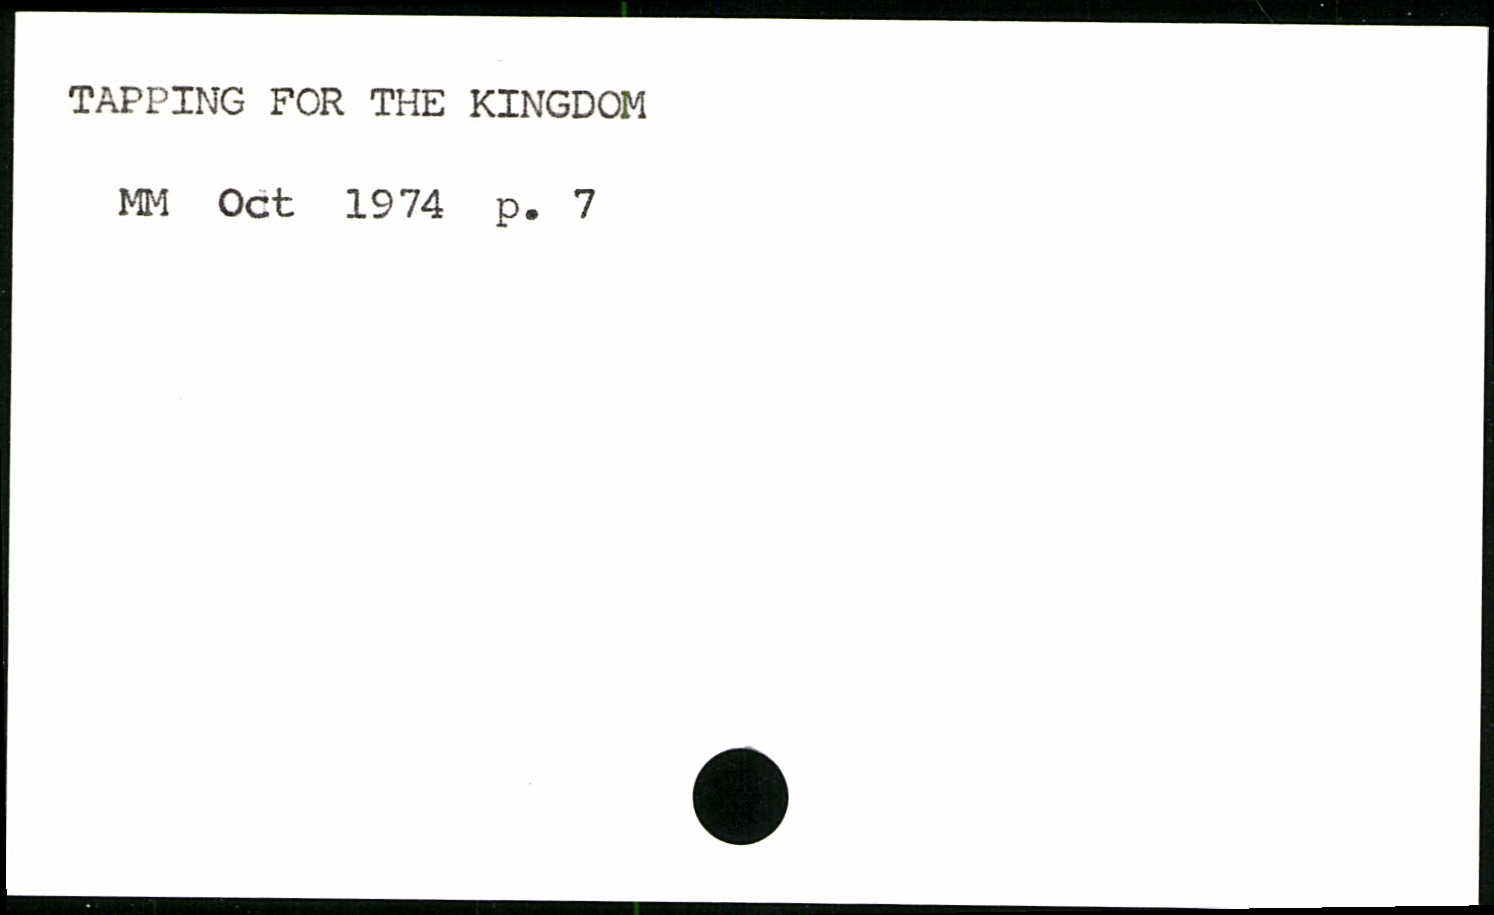 TAPPING FOR THE KINGDOM
MM Oct 1974 p. 7